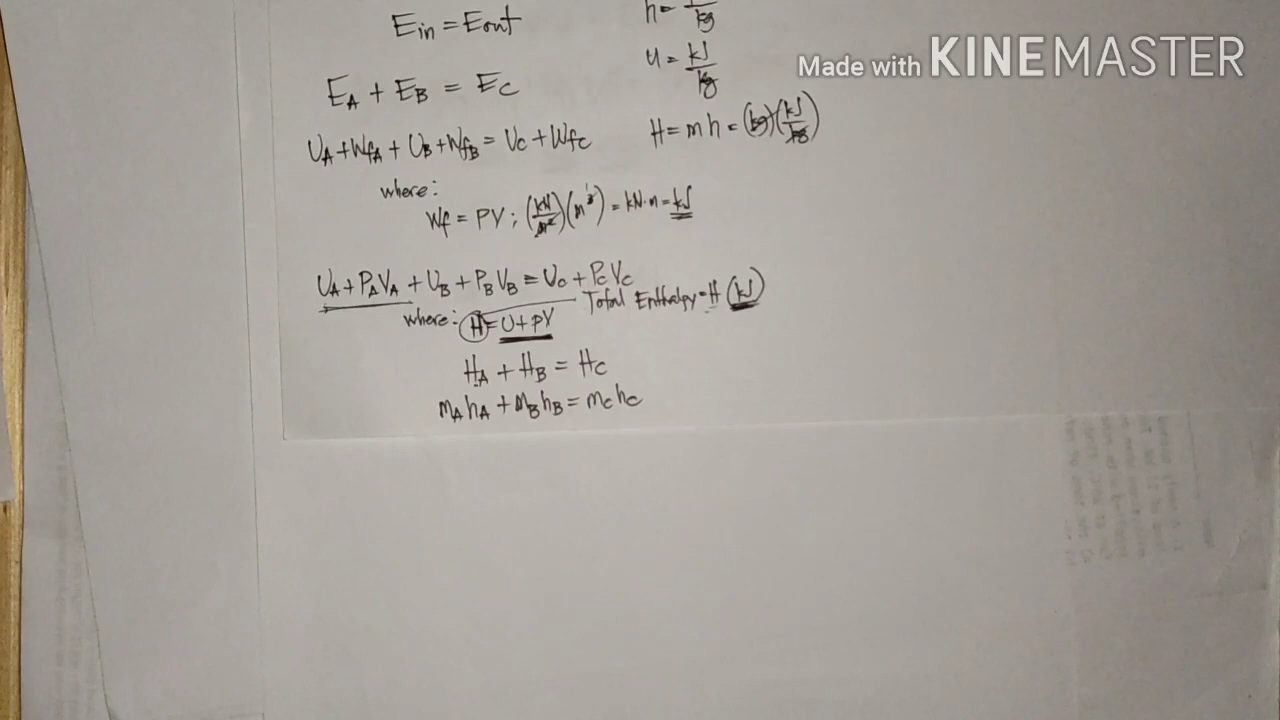 Ein = Eout
h = kg
u = kJ/kg
Made with KINEMASTER
EA + EB = EC
H = mh = (kg)(kJ/kg)
UA + WfA + UB + WfB = UC + WfC
where:
Wf = PV ; (kN/m²)(m³) = kN·m = kJ
UA + PAVA + UB + PBVB = UC + PCVC
Total Enthalpy = H (kJ)
where: H = U + PV
HA + HB = HC
mAhA + mBhB = mChC